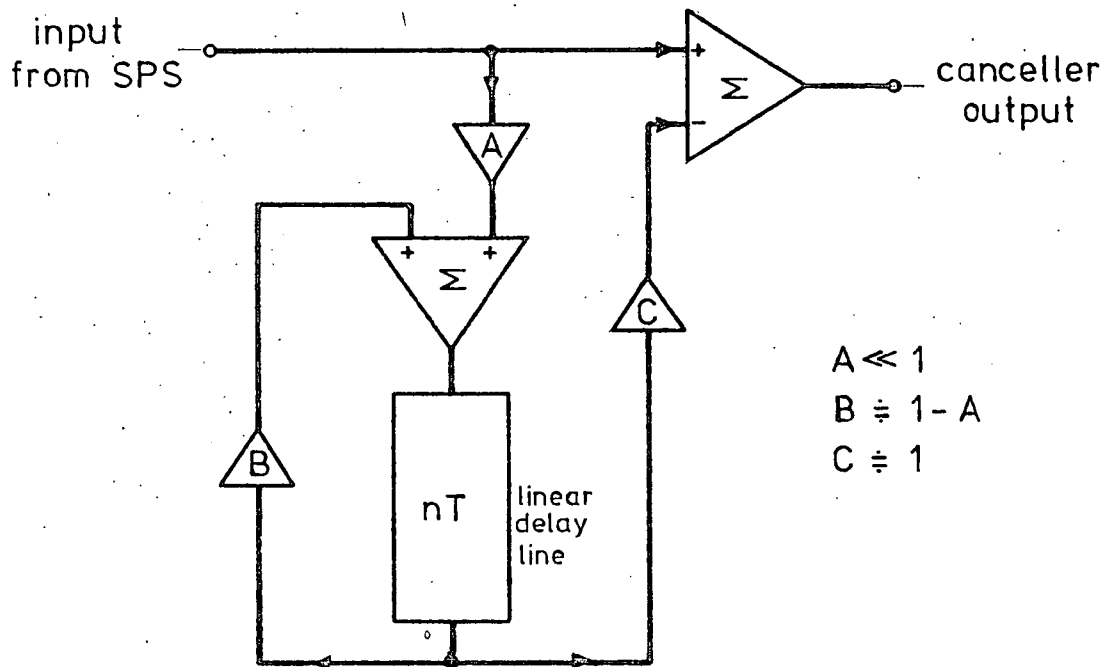 input
from SPS
+
Σ
−
canceller
output
A
+ +
Σ
C
A ≪ 1
B ≑ 1 - A
C ≑ 1
B
nT
linear
delay
line